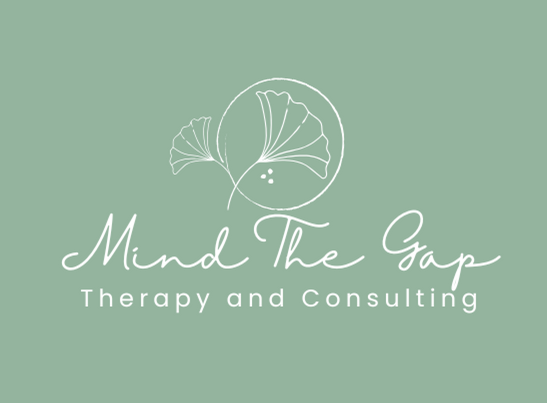 Mind The Gap
Therapy and Consulting